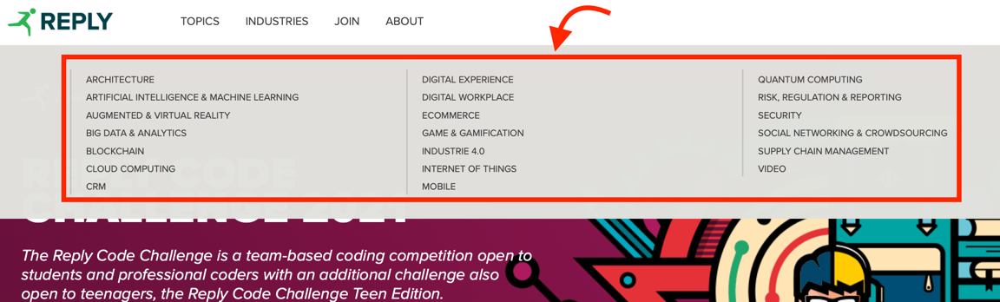 REPLY
TOPICS INDUSTRIES JOIN ABOUT
ARCHITECTURE
ARTIFICIAL INTELLIGENCE & MACHINE LEARNING
AUGMENTED & VIRTUAL REALITY
BIG DATA & ANALYTICS
BLOCKCHAIN
CLOUD COMPUTING
CRM
DIGITAL EXPERIENCE
DIGITAL WORKPLACE
ECOMMERCE
GAME & GAMIFICATION
INDUSTRIE 4.0
INTERNET OF THINGS
MOBILE
QUANTUM COMPUTING
RISK, REGULATION & REPORTING
SECURITY
SOCIAL NETWORKING & CROWDSOURCING
SUPPLY CHAIN MANAGEMENT
VIDEO
REPLY CODE
CHALLENGE 2021
The Reply Code Challenge is a team-based coding competition open to
students and professional coders with an additional challenge also
open to teenagers, the Reply Code Challenge Teen Edition.